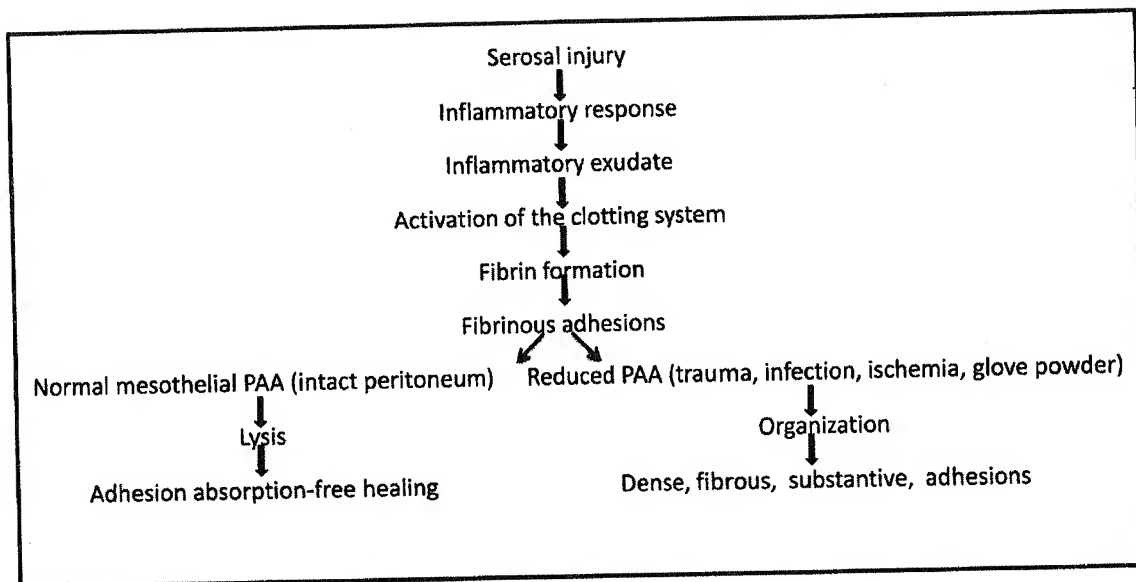 Serosal injury
Inflammatory response
Inflammatory exudate
Activation of the clotting system
Fibrin formation
Fibrinous adhesions
Normal mesothelial PAA (intact peritoneum)
Reduced PAA (trauma, infection, ischemia, glove powder)
Lysis
Organization
Adhesion absorption-free healing
Dense, fibrous, substantive, adhesions